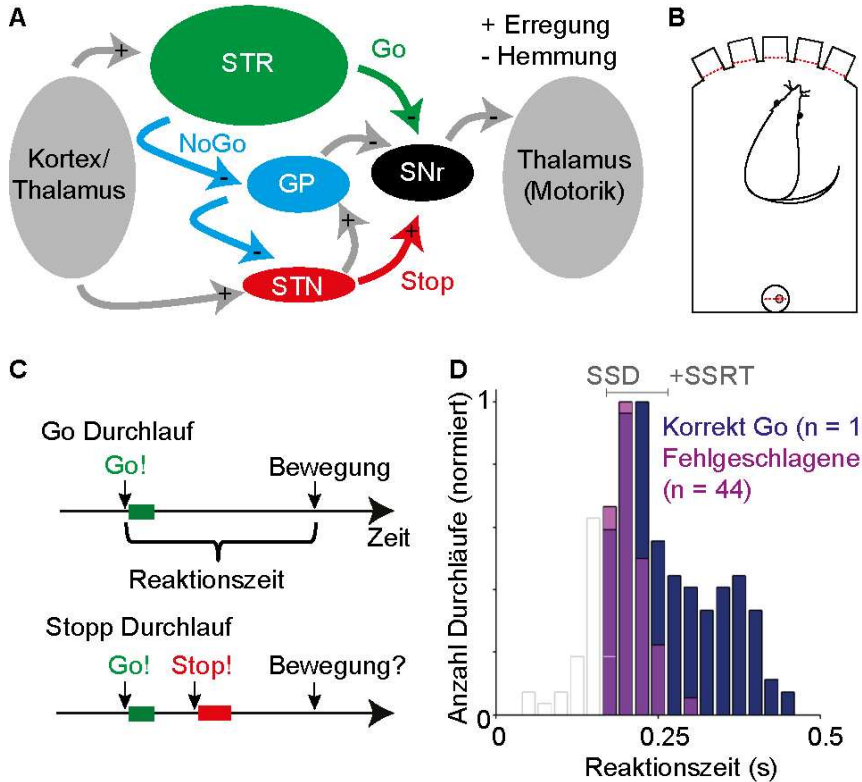 A
STR
Go
+ Erregung
- Hemmung
B
Kortex/
Thalamus
NoGo
GP
SNr
Thalamus
(Motorik)
STN
Stop
+
-
-
-
-
-
+
+
+
C
Go Durchlauf
Go!
Bewegung
Zeit
Reaktionszeit
Stopp Durchlauf
Go!
Stop!
Bewegung?
D
SSD
+SSRT
1
Korrekt Go (n = 1
Fehlgeschlagene
(n = 44)
Anzahl Durchläufe (normiert)
0
0
0.25
0.5
Reaktionszeit (s)